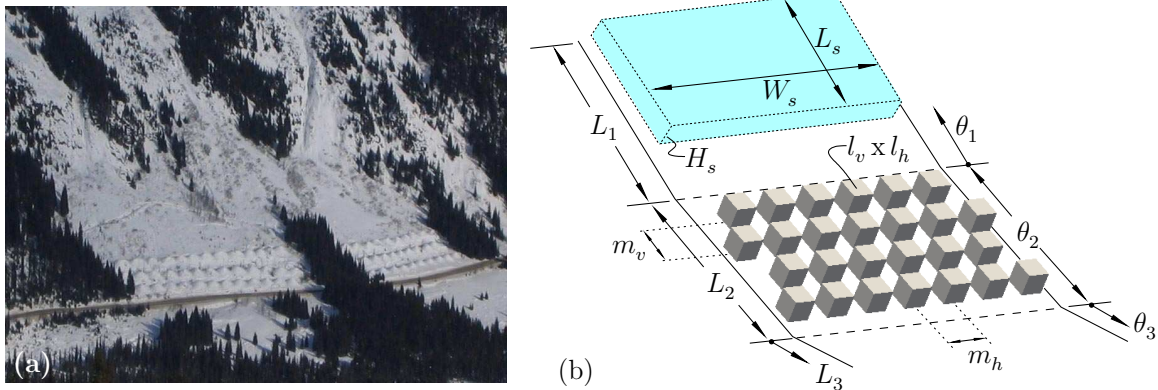 L_s
W_s
L_1
θ_1
H_s
l_v x l_h
m_v
θ_2
L_2
θ_3
m_h
L_3
(a)
(b)